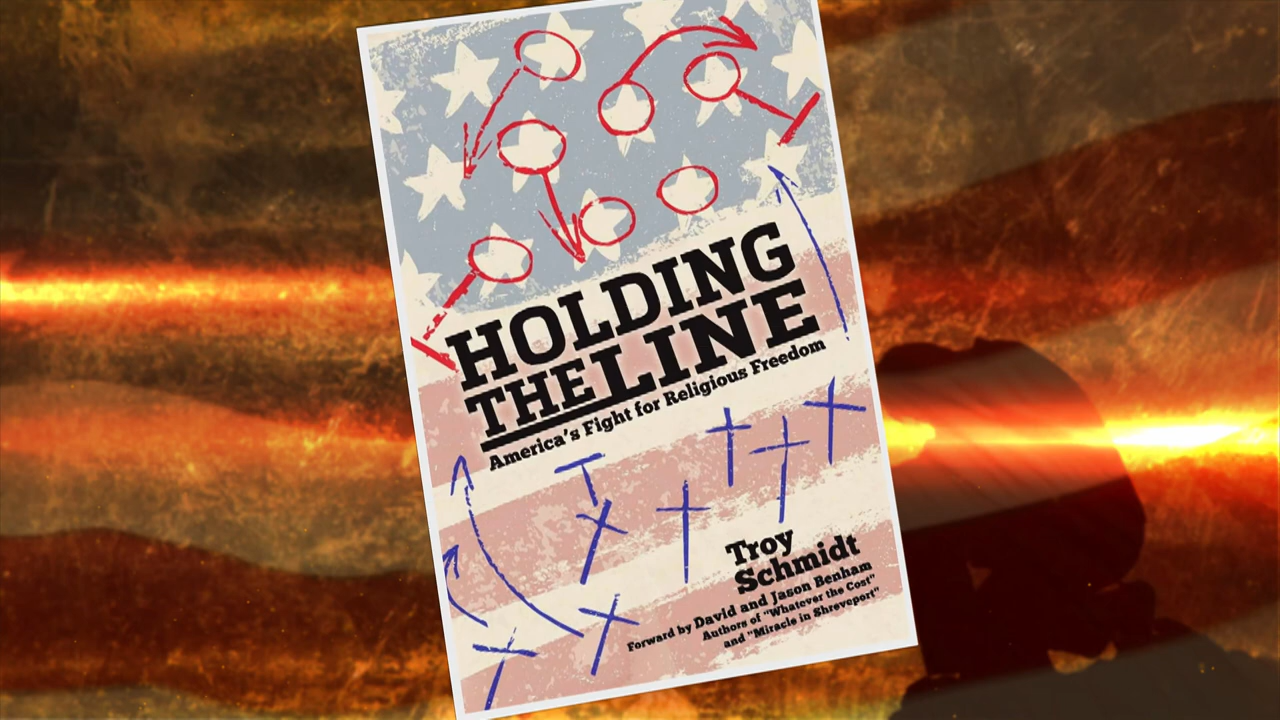 HOLDING
THE LINE
America's Fight for Religious Freedom
Troy
Schmidt
Forward by David and Jason Benham
Authors of "Whatever the Cost"
and "Miracle in Shreveport"